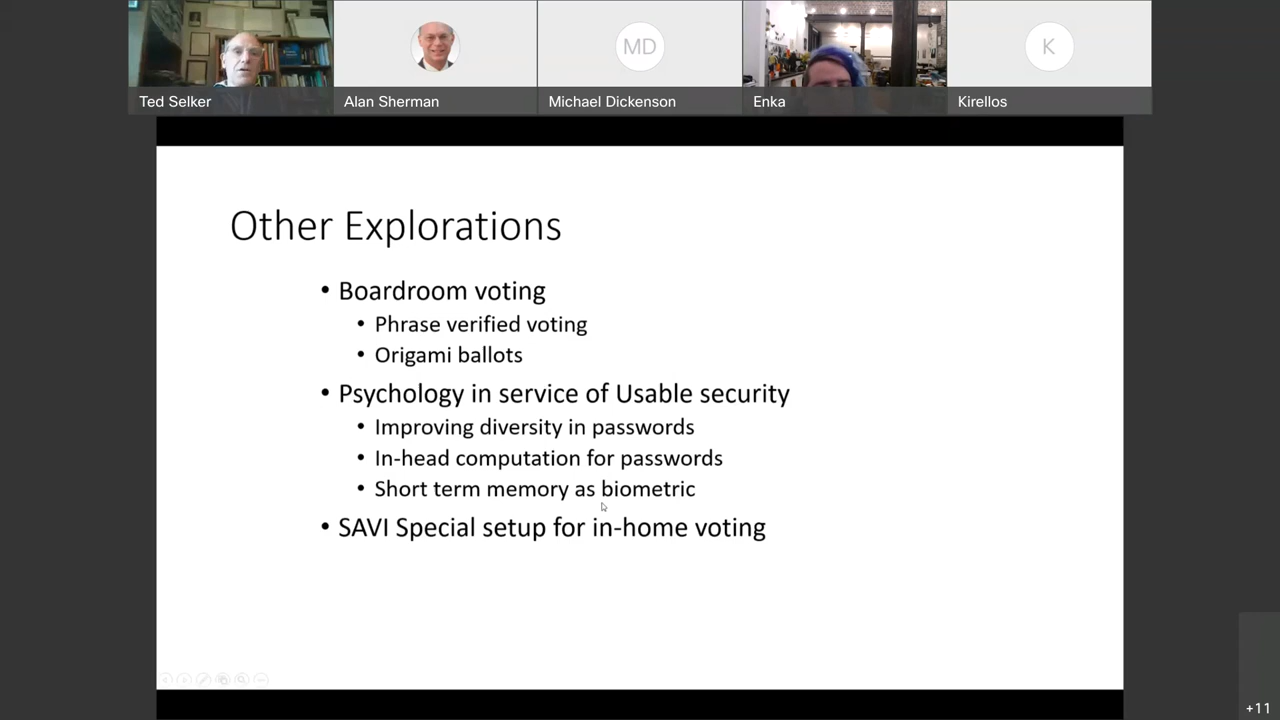 MD
K
Ted Selker
Alan Sherman
Michael Dickenson
Enka
Kirellos
Other Explorations
• Boardroom voting
• Phrase verified voting
• Origami ballots
• Psychology in service of Usable security
• Improving diversity in passwords
• In-head computation for passwords
• Short term memory as biometric
• SAVI Special setup for in-home voting
+11